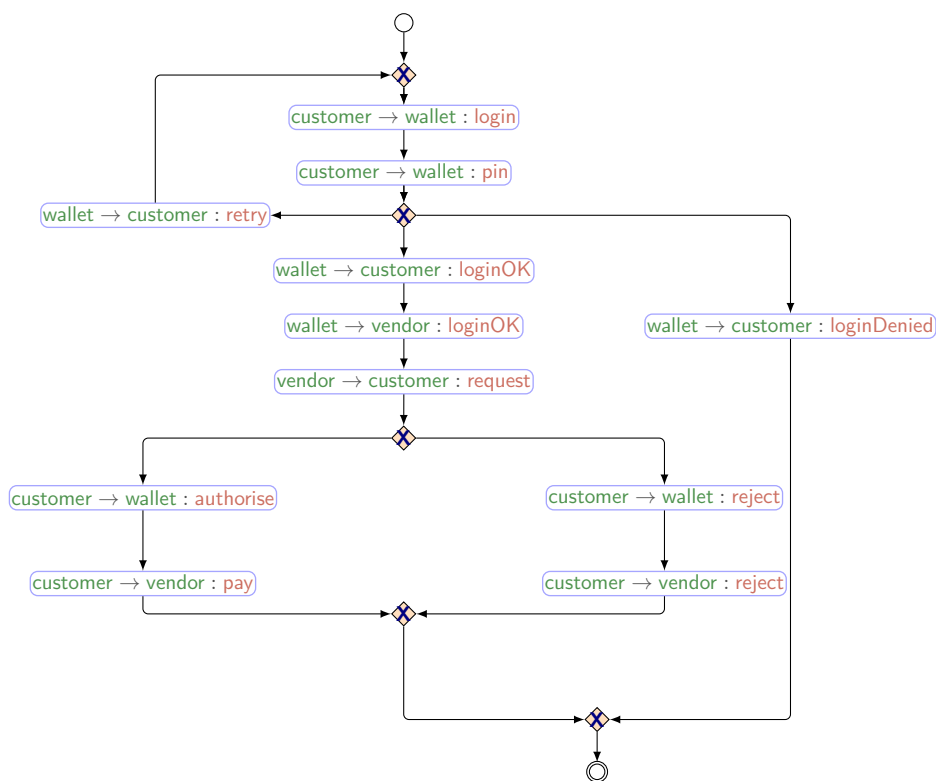 customer → wallet : login
customer → wallet : pin
wallet → customer : retry
wallet → customer : loginOK
wallet → vendor : loginOK
wallet → customer : loginDenied
vendor → customer : request
customer → wallet : authorise
customer → wallet : reject
customer → vendor : pay
customer → vendor : reject